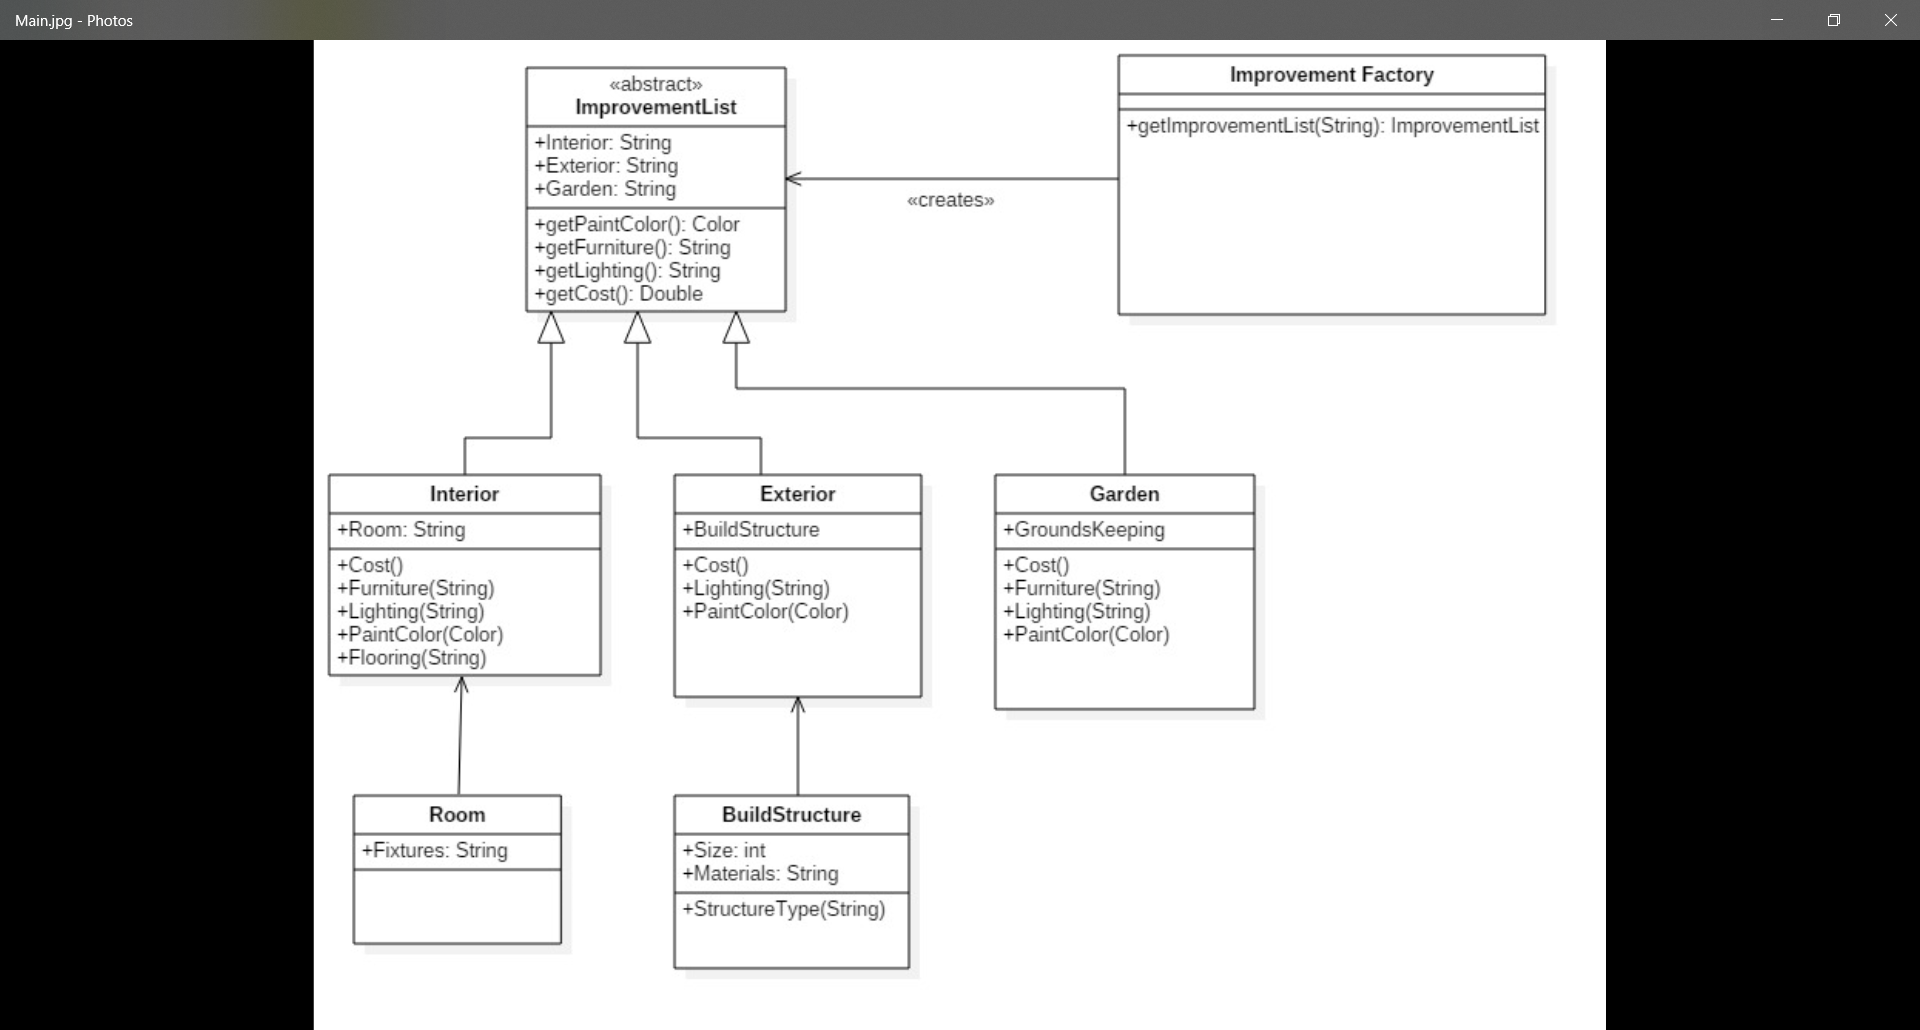 Main.jpg - Photos
«abstract»
ImprovementList
+Interior: String
+Exterior: String
+Garden: String
+getPaintColor(): Color
+getFurniture(): String
+getLighting(): String
+getCost(): Double
Improvement Factory
+getImprovementList(String): ImprovementList
«creates»
Interior
+Room: String
+Cost()
+Furniture(String)
+Lighting(String)
+PaintColor(Color)
+Flooring(String)
Exterior
+BuildStructure
+Cost()
+Lighting(String)
+PaintColor(Color)
Garden
+GroundsKeeping
+Cost()
+Furniture(String)
+Lighting(String)
+PaintColor(Color)
Room
+Fixtures: String
BuildStructure
+Size: int
+Materials: String
+StructureType(String)